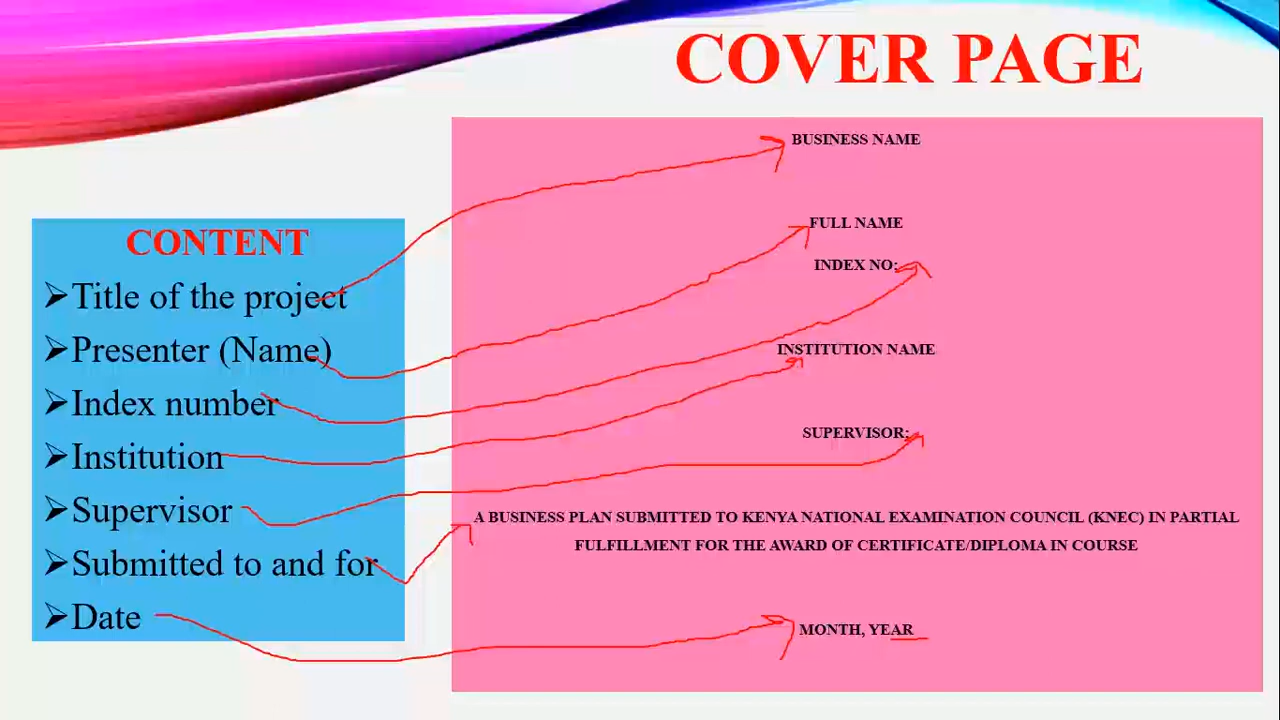 COVER PAGE
CONTENT
➢Title of the project
➢Presenter (Name)
➢Index number
➢Institution
➢Supervisor
➢Submitted to and for
➢Date
BUSINESS NAME
FULL NAME
INDEX NO:
INSTITUTION NAME
SUPERVISOR:
A BUSINESS PLAN SUBMITTED TO KENYA NATIONAL EXAMINATION COUNCIL (KNEC) IN PARTIAL
FULFILLMENT FOR THE AWARD OF CERTIFICATE/DIPLOMA IN COURSE
MONTH, YEAR